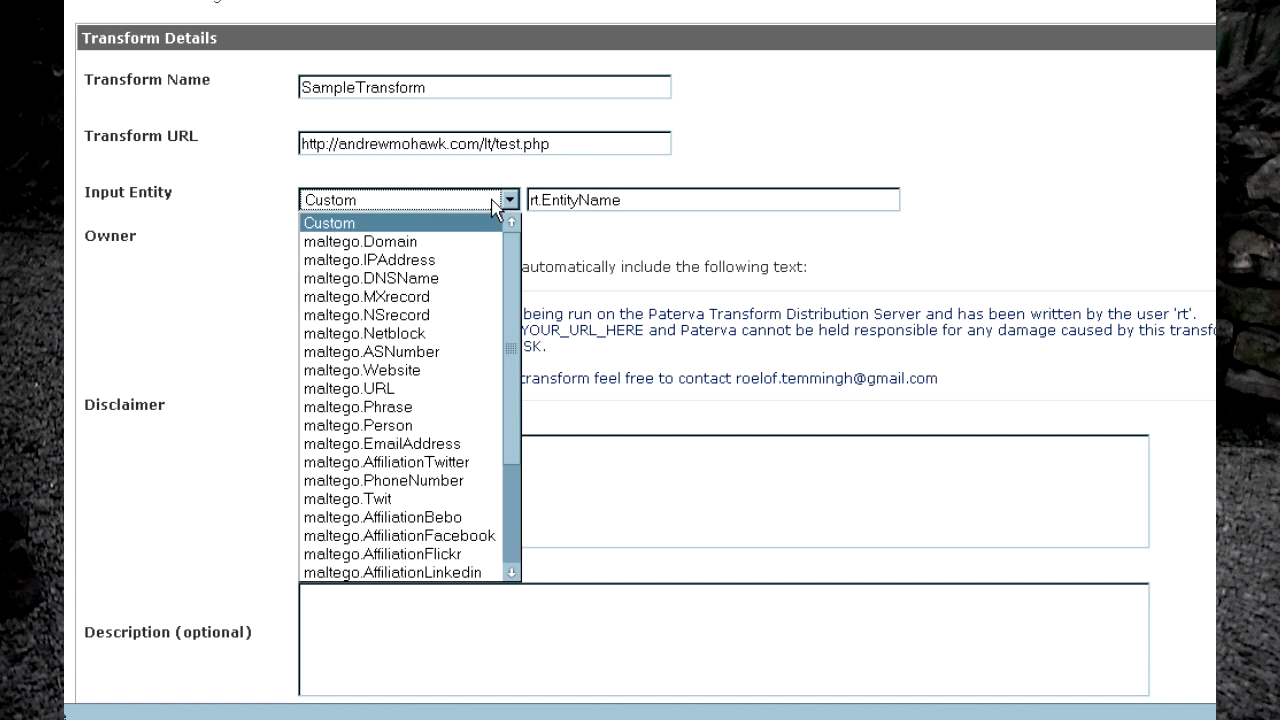 Transform Details
Transform Name
SampleTransform
Transform URL
http://andrewmohawk.com/lt/test.php
Input Entity
Custom
rt.EntityName
Custom
maltego.Domain
maltego.IPAddress
maltego.DNSName
maltego.MXrecord
maltego.NSrecord
maltego.Netblock
maltego.ASNumber
maltego.Website
maltego.URL
maltego.Phrase
maltego.Person
maltego.EmailAddress
maltego.AffiliationTwitter
maltego.PhoneNumber
maltego.Twit
maltego.AffiliationBebo
maltego.AffiliationFacebook
maltego.AffiliationFlickr
maltego.AffiliationLinkedin
Owner
automatically include the following text:
being run on the Paterva Transform Distribution Server and has been written by the user 'rt'.
YOUR_URL_HERE and Paterva cannot be held responsible for any damage caused by this transfo
SK.
transform feel free to contact roelof.temmingh@gmail.com
Disclaimer
Description (optional)